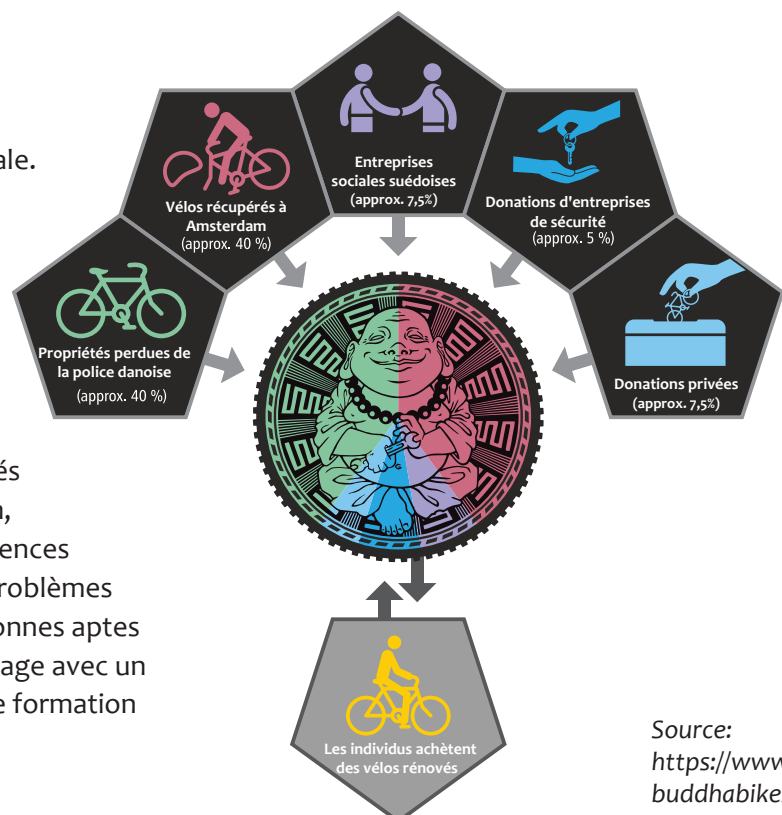 ale.
Entreprises
sociales suédoises
(approx. 7,5%)
Vélos récupérés à
Amsterdam
(approx. 40 %)
Donations d'entreprises
de sécurité
(approx. 5 %)
Propriétés perdues de
la police danoise
(approx. 40 %)
Donations privées
(approx. 7,5%)
és
,
ences
roblèmes
onnes aptes
age avec un
e formation
Les individus achètent
des vélos rénovés
Source:
https://www
buddhabike